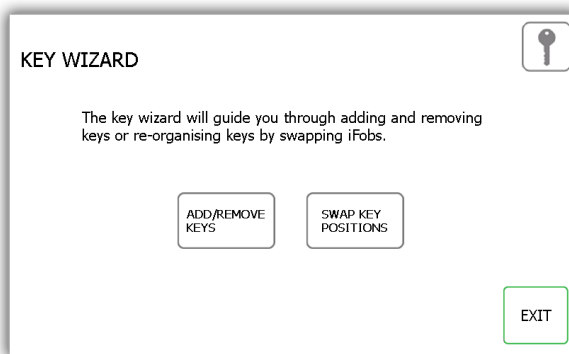 KEY WIZARD
The key wizard will guide you through adding and removing
keys or re-organising keys by swapping iFobs.
ADD/REMOVE
KEYS
SWAP KEY
POSITIONS
EXIT